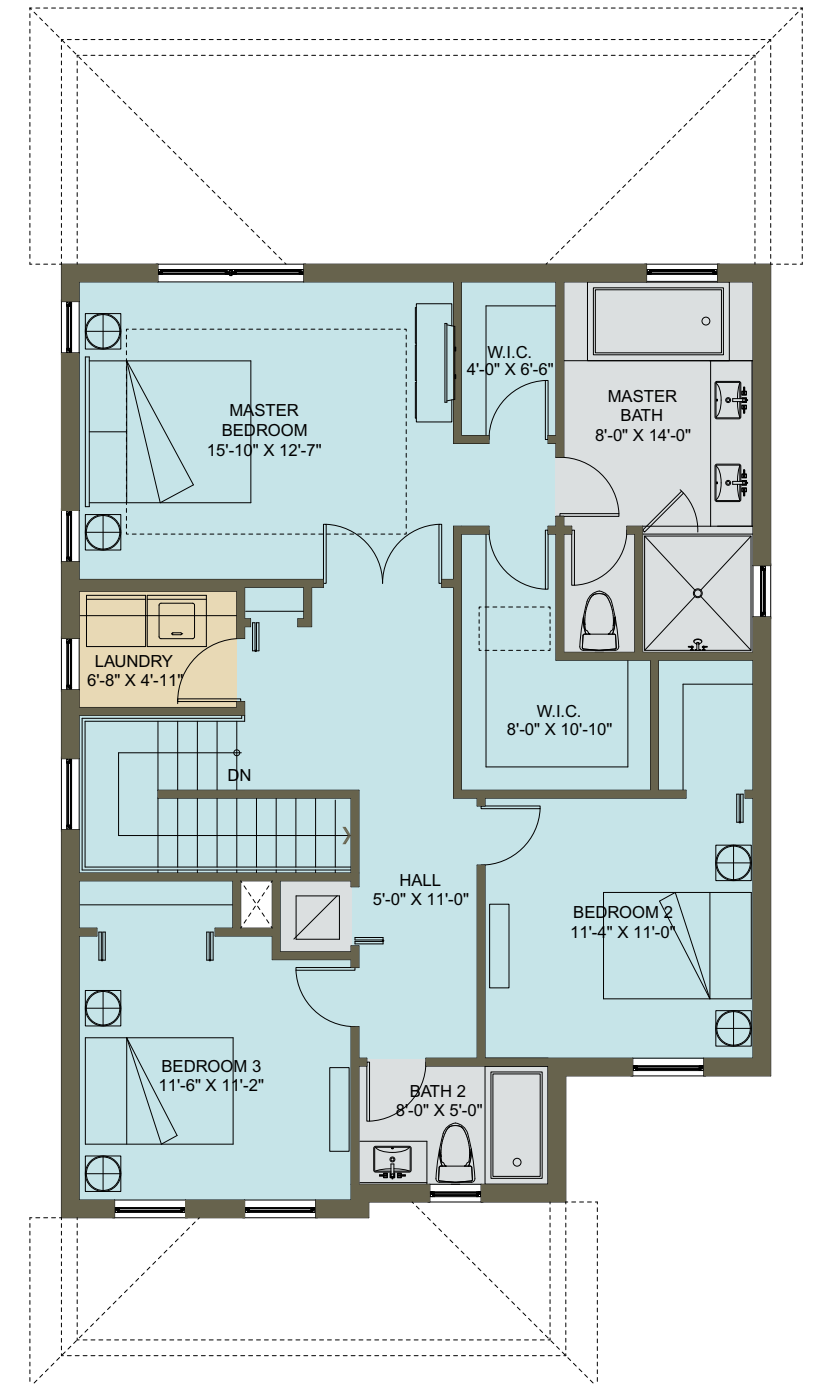 W.I.C.
4'-0" X 6'-6"
MASTER
BEDROOM
15'-10" X 12'-7"
MASTER
BATH
8'-0" X 14'-0"
LAUNDRY
6'-8" X 4'-11"
W.I.C.
8'-0" X 10'-10"
DN
HALL
5'-0" X 11'-0"
BEDROOM 2
11'-4" X 11'-0"
BEDROOM 3
11'-6" X 11'-2"
BATH 2
8'-0" X 5'-0"